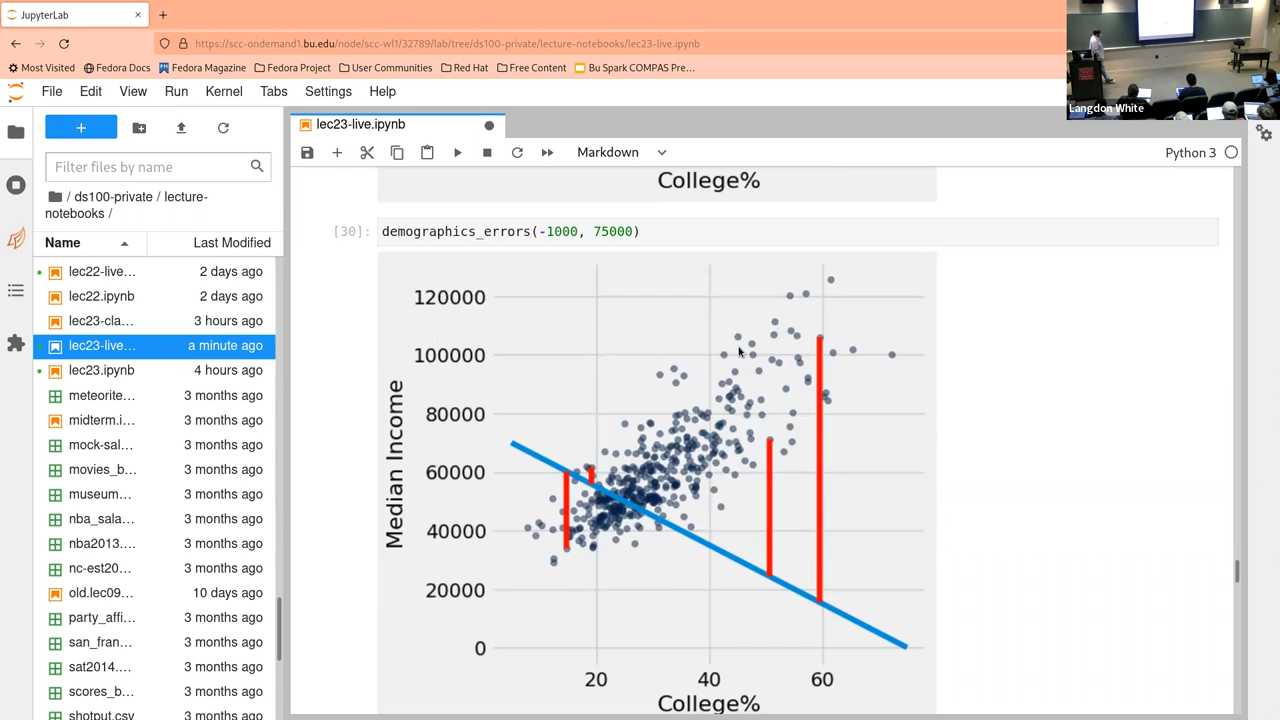 JupyterLab
https://scc-ondemand1.bu.edu/node/scc-wl1/32789/lab/tree/ds100-private/lecture-notebooks/lec23-live.ipynb
Most Visited Fedora Docs Fedora Magazine Fedora Project User Communities Red Hat Free Content Bu Spark COMPAS Pre...
Langdon White
File Edit View Run Kernel Tabs Settings Help
lec23-live.ipynb
Filter files by name
Markdown
Python 3
/ ds100-private / lecture-
notebooks /
Name Last Modified
lec22-live... 2 days ago
lec22.ipynb 2 days ago
lec23-cla... 3 hours ago
lec23-live... a minute ago
lec23.ipynb 4 hours ago
meteorite... 3 months ago
midterm.i... 3 months ago
mock-sal... 3 months ago
movies_b... 3 months ago
museum... 3 months ago
nba_sala... 3 months ago
nba2013.... 3 months ago
nc-est20... 3 months ago
old.lec09... 10 days ago
party_affi... 3 months ago
san_fran... 3 months ago
sat2014.... 3 months ago
scores_b... 3 months ago
shotput.csv 3 months ago
College%
[30]: demographics_errors(-1000, 75000)
120000
100000
80000
60000
40000
20000
0
Median Income
20 40 60
College%